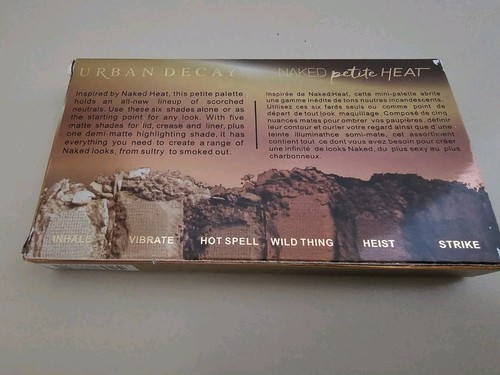 URBAN DECAY
NAKED petite HEAT
Inspired by Naked Heat, this petite palette
holds an all-new lineup of scorched
neutrals. Use these six shades alone or as
the starting point for any look. With five
matte shades for lid, crease and liner, plus
one demi-matte highlighting shade, it has
everything you need to create a range of
Naked looks, from sultry to smoked out.
Inspirée de Naked Heat, cette mini-palette abrite
une gamme inédite de tons nautres incandescents.
Utilisez ces six fards seuls ou comme point de
départ de tout look maquillage. Composé de cinq
nuances mates pour ombrer vos paupières, définir
leur contour et ourler votre regard ainsi que d'une
teinte illuminatrice semi-mate, cet assortiment
contient tout ce dont vous avez besoin pour créer
une infinité de looks Naked, du plus sexy au plus
charbonneux.
INHALE
VIBRATE
HOT SPELL
WILD THING
HEIST
STRIKE